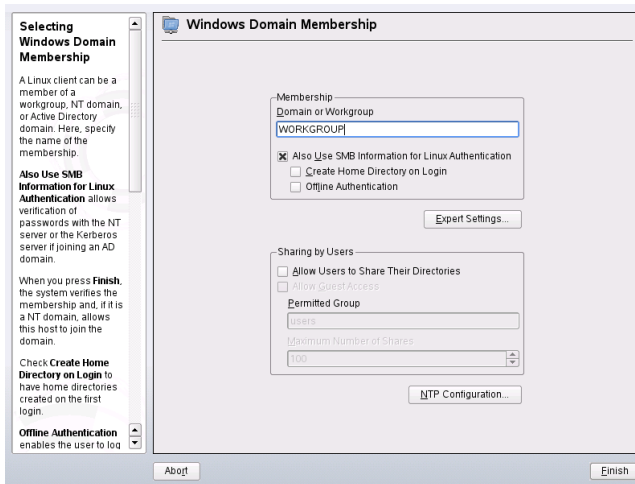 Selecting
Windows Domain
Membership
A Linux client can be a
member of a
workgroup, NT domain,
or Active Directory
domain. Here, specify
the name of the
membership.
Also Use SMB
Information for Linux
Authentication allows
verification of
passwords with the NT
server or the Kerberos
server if joining an AD
domain.
When you press Finish,
the system verifies the
membership and, if it is
a NT domain, allows
this host to join the
domain.
Check Create Home
Directory on Login to
have home directories
created on the first
login.
Offline Authentication
enables the user to log
Windows Domain Membership
Membership
Domain or Workgroup
WORKGROUP
Also Use SMB Information for Linux Authentication
Create Home Directory on Login
Offline Authentication
Expert Settings...
Sharing by Users
Allow Users to Share Their Directories
Allow Guest Access
Permitted Group
users
Maximum Number of Shares
100
NTP Configuration...
Abort
Finish